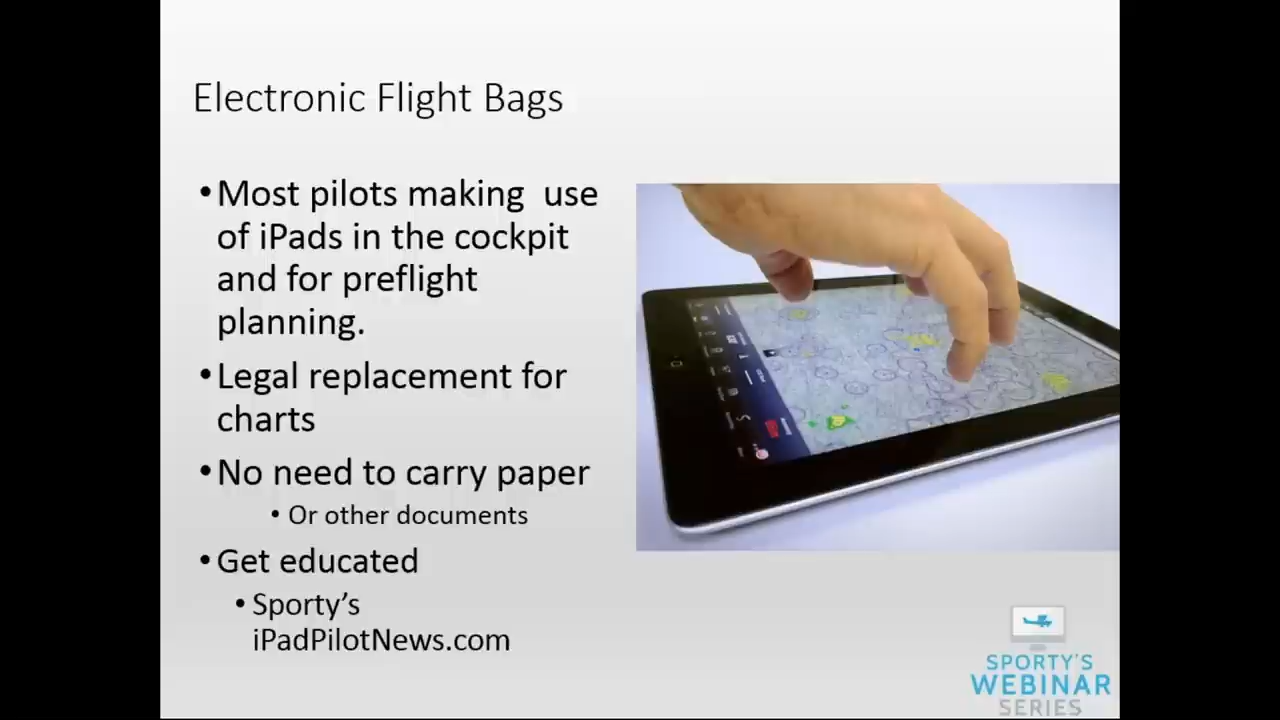 Electronic Flight Bags
•Most pilots making  use
of iPads in the cockpit
and for preflight
planning.
•Legal replacement for
charts
•No need to carry paper
• Or other documents
•Get educated
• Sporty’s
iPadPilotNews.com
SPORTY'S
WEBINAR
SERIES